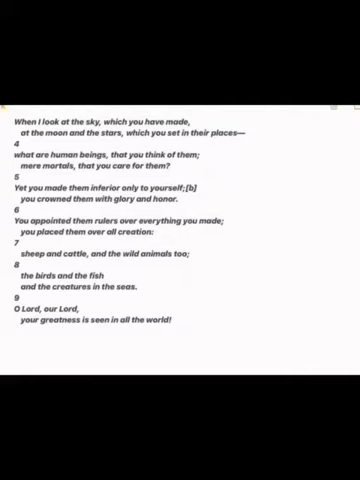 When I look at the sky, which you have made,
at the moon and the stars, which you set in their places—
4
what are human beings, that you think of them;
mere mortals, that you care for them?
5
Yet you made them inferior only to yourself;[b]
you crowned them with glory and honor.
6
You appointed them rulers over everything you made;
you placed them over all creation:
7
sheep and cattle, and the wild animals too;
8
the birds and the fish
and the creatures in the seas.
9
O Lord, our Lord,
your greatness is seen in all the world!